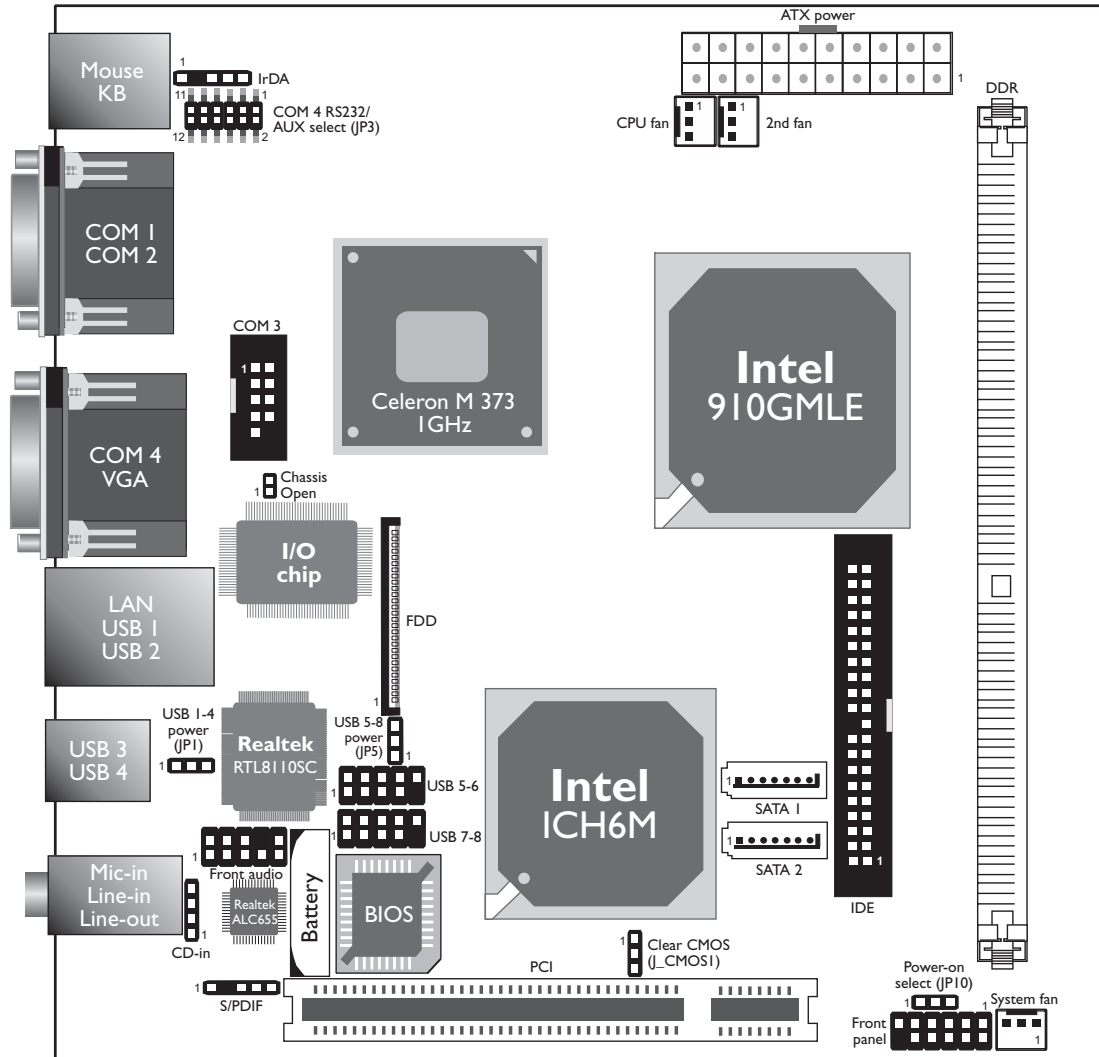 ATX power
1
CPU fan
1
1
2nd fan
DDR
Mouse
KB
1
IrDA
11
1
COM 4 RS232/
AUX select (JP3)
12
2
COM 1
COM 2
COM 3
1
Celeron M 373
1GHz
Intel
910GMLE
COM 4
VGA
Chassis
Open
1
I/O
chip
FDD
1
LAN
USB 1
USB 2
USB 1-4
power
(JP1)
1
USB 3
USB 4
Realtek
RTL8110SC
USB 5-8
power
(JP5)
1
USB 5-6
1
USB 7-8
1
Intel
ICH6M
1
SATA 1
1
SATA 2
1
IDE
1
Front audio
Mic-in
Line-in
Line-out
1
CD-in
Realtek
ALC655
Battery
BIOS
1
Clear CMOS
(J_CMOS1)
PCI
1
S/PDIF
Power-on
select (JP10)
1
1
Front
panel
System fan
1